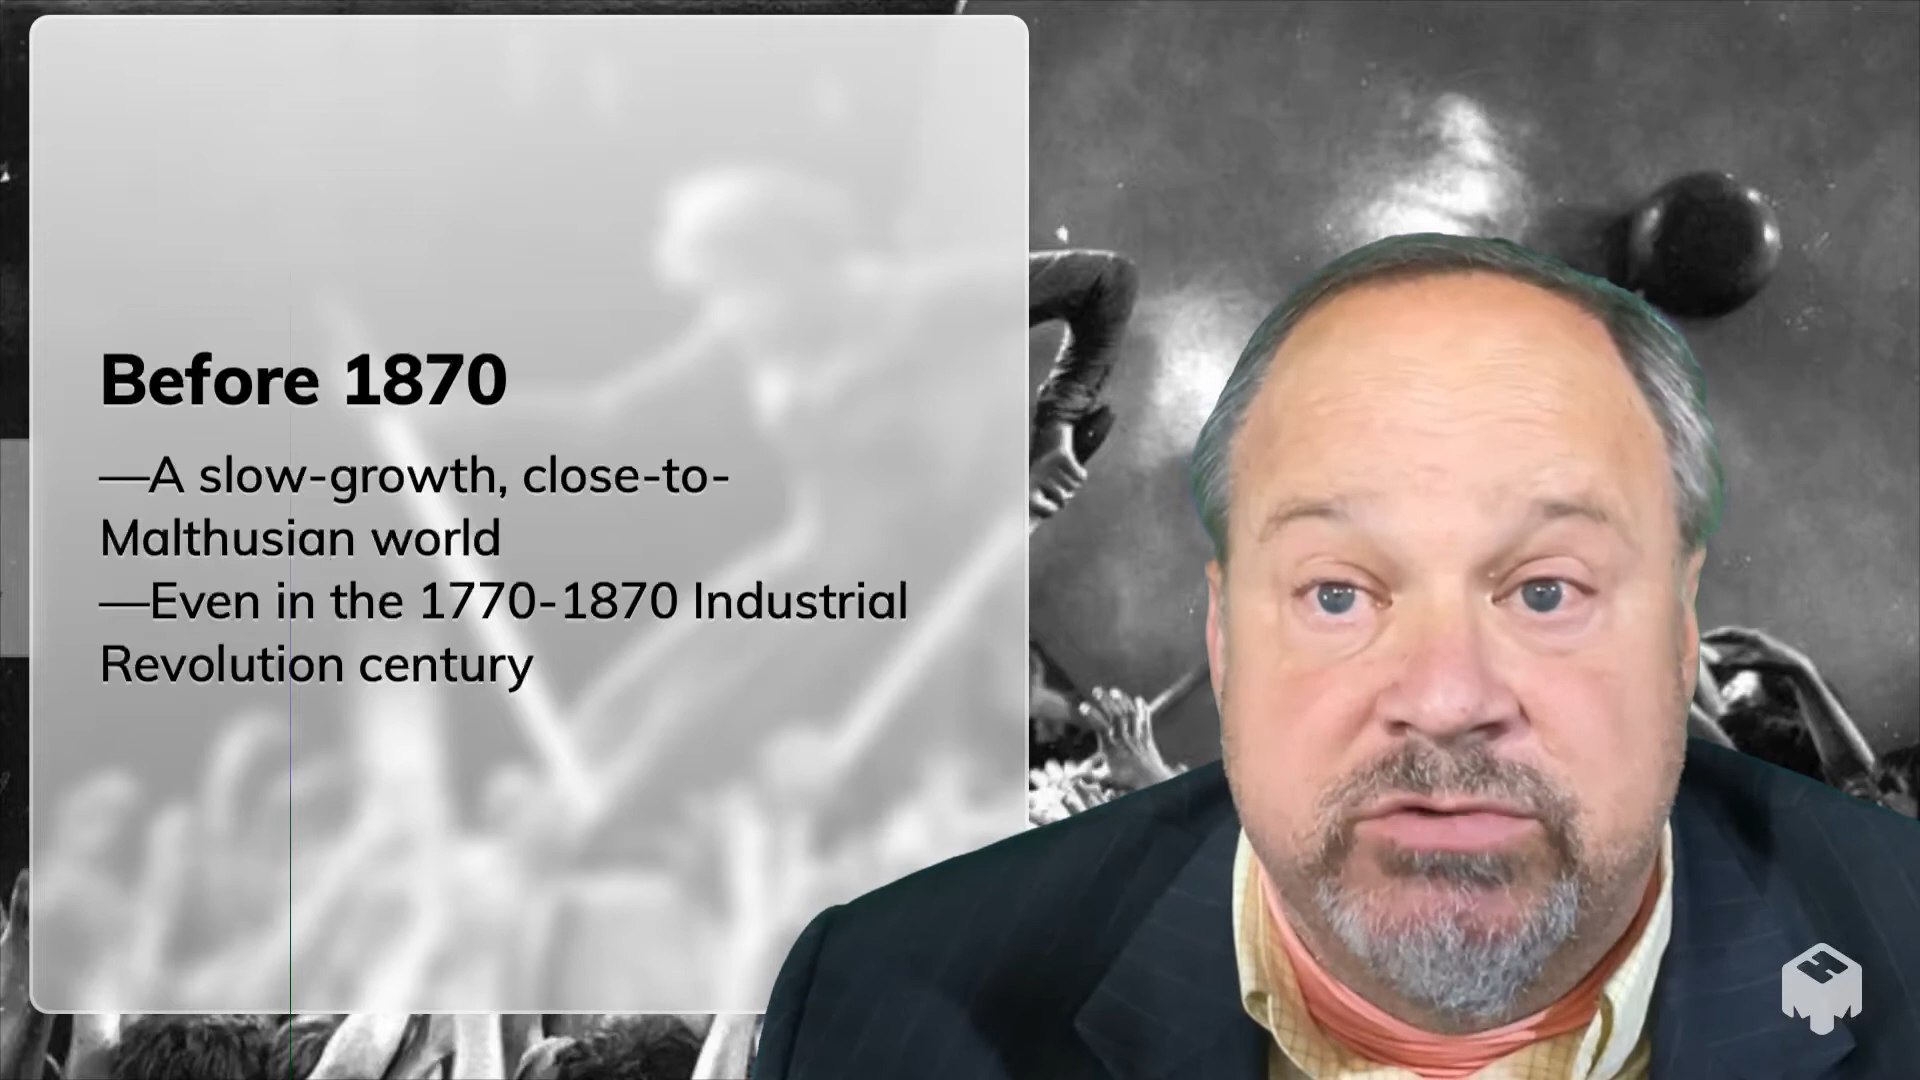 Before 1870
—A slow-growth, close-to-
Malthusian world
—Even in the 1770-1870 Industrial
Revolution century